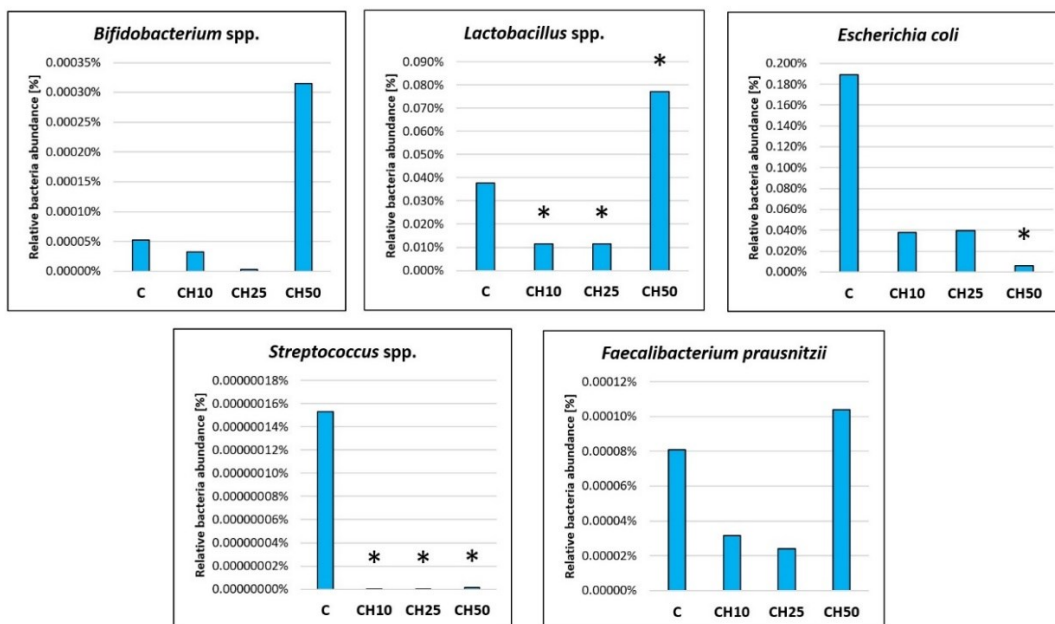 Bifidobacterium spp.
Relative bacteria abundance [%]
0.00035%
0.00030%
0.00025%
0.00020%
0.00015%
0.00010%
0.00005%
0.00000%
C CH10 CH25 CH50
Lactobacillus spp.
Relative bacteria abundance [%]
0.090%
0.080%
0.070%
0.060%
0.050%
0.040%
0.030%
0.020%
0.010%
0.000%
* * *
C CH10 CH25 CH50
Escherichia coli
Relative bacteria abundance [%]
0.200%
0.180%
0.160%
0.140%
0.120%
0.100%
0.080%
0.060%
0.040%
0.020%
0.000%
*
C CH10 CH25 CH50
Streptococcus spp.
Relative bacteria abundance [%]
0.00000018%
0.00000016%
0.00000014%
0.00000012%
0.00000010%
0.00000008%
0.00000006%
0.00000004%
0.00000002%
0.00000000%
* * *
C CH10 CH25 CH50
Faecalibacterium prausnitzii
Relative bacteria abundance [%]
0.00012%
0.00010%
0.00008%
0.00006%
0.00004%
0.00002%
0.00000%
C CH10 CH25 CH50